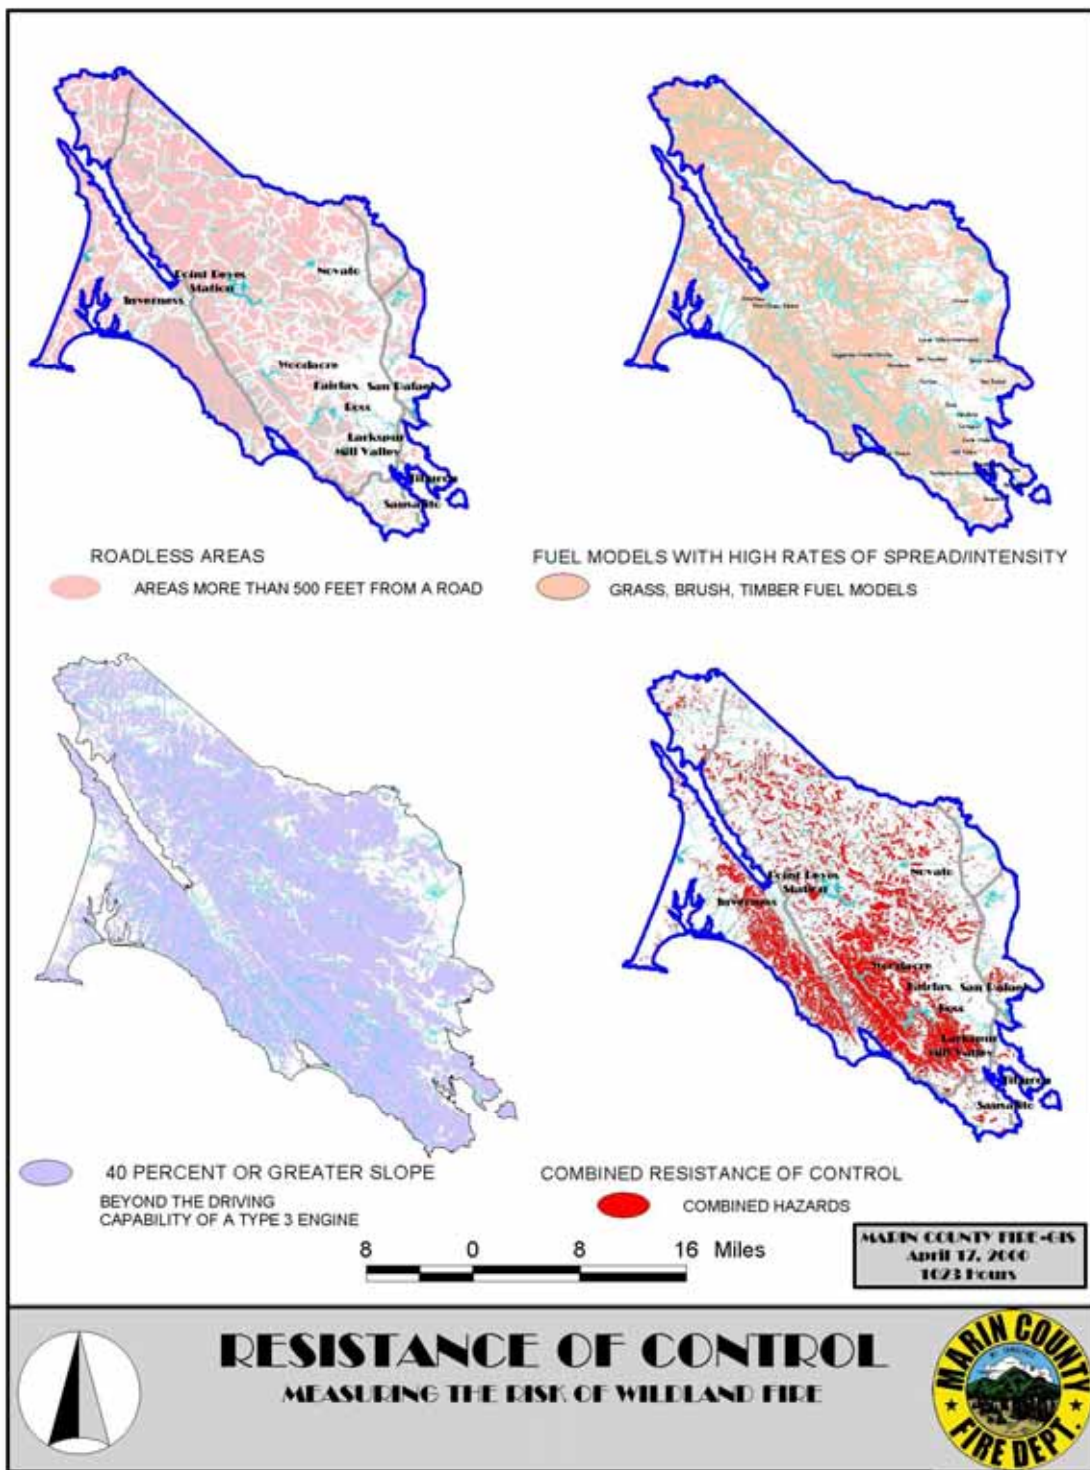 Point Reyes
Station
Inverness
Novato
Woodacre
Fairfax
San Rafael
Ross
Larkspur
Mill Valley
Tiburon
Sausalito
ROADLESS AREAS
AREAS MORE THAN 500 FEET FROM A ROAD
FUEL MODELS WITH HIGH RATES OF SPREAD/INTENSITY
GRASS, BRUSH, TIMBER FUEL MODELS
Point Reyes
Station
Inverness
Novato
Woodacre
Fairfax
San Rafael
Ross
Larkspur
Mill Valley
Tiburon
Sausalito
40 PERCENT OR GREATER SLOPE
BEYOND THE DRIVING
CAPABILITY OF A TYPE 3 ENGINE
COMBINED RESISTANCE OF CONTROL
COMBINED HAZARDS
8 0 8 16 Miles
MARIN COUNTY FIRE-GIS
April 17, 2000
1023 Hours
RESISTANCE OF CONTROL
MEASURING THE RISK OF WILDLAND FIRE
MARIN COUNTY
FIRE DEPT.